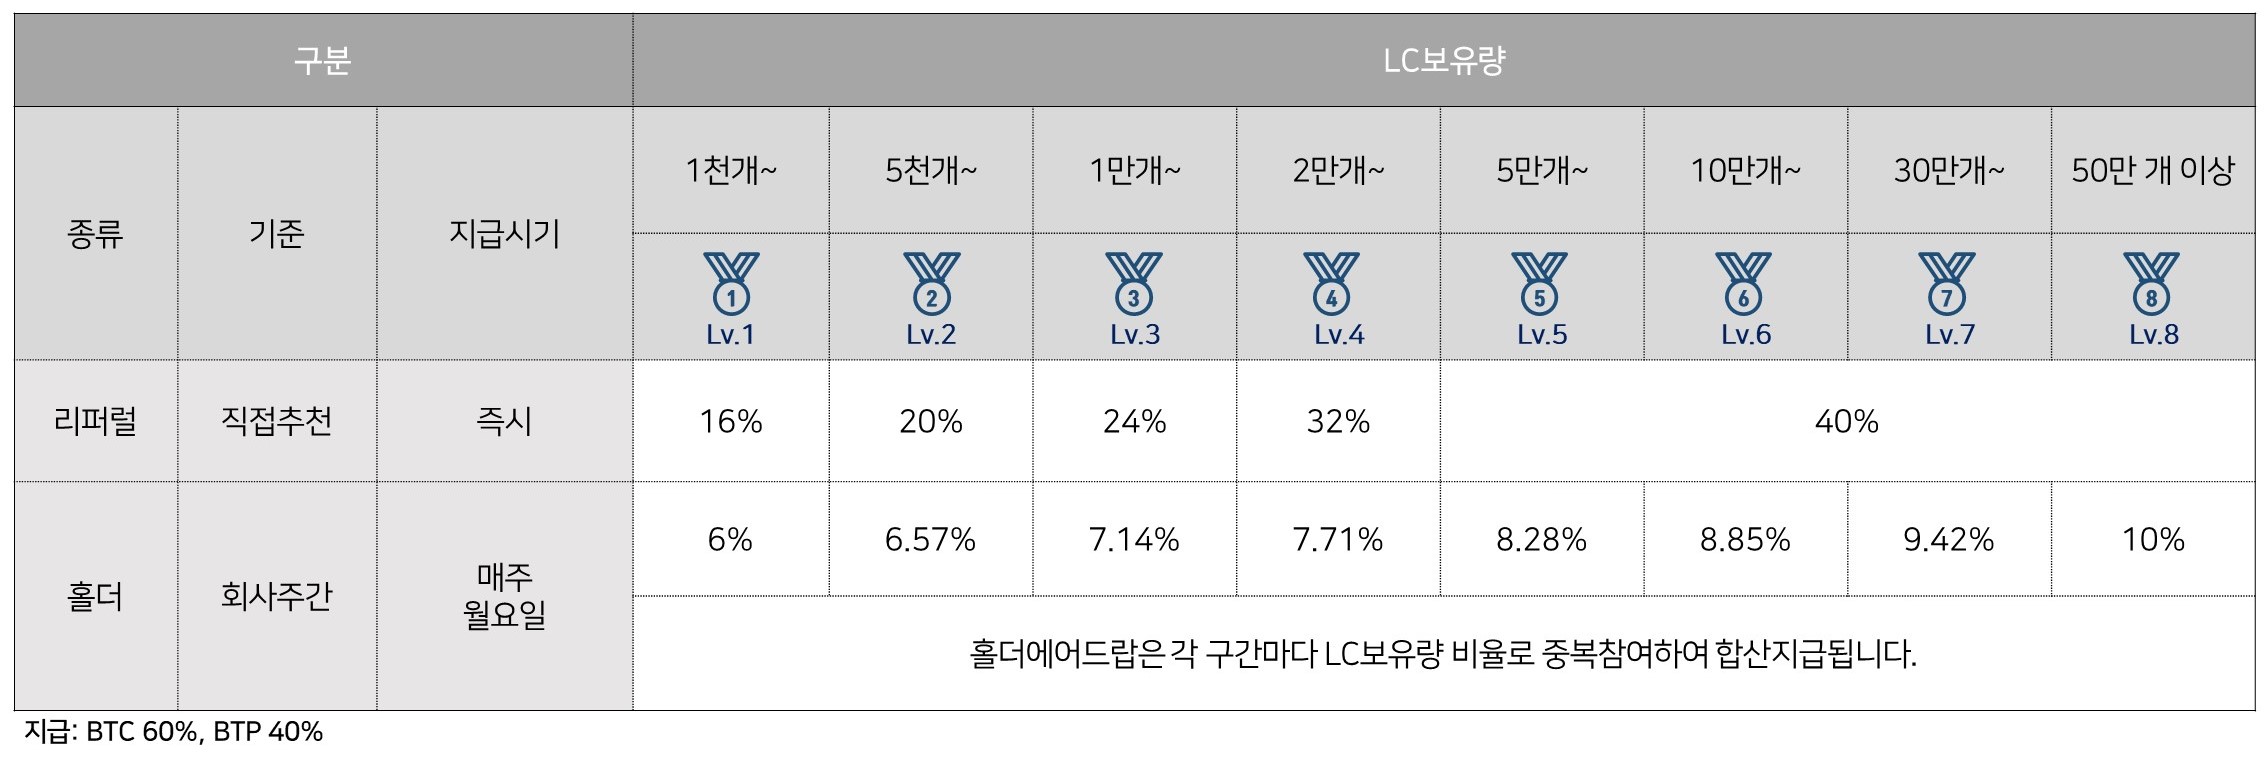 구분
LC보유량
종류
기준
지급시기
1천개~
5천개~
1만개~
2만개~
5만개~
10만개~
30만개~
50만 개 이상
1
2
3
4
5
6
7
8
Lv.1
Lv.2
Lv.3
Lv.4
Lv.5
Lv.6
Lv.7
Lv.8
리퍼럴
직접추천
즉시
16%
20%
24%
32%
40%
홀더
회사주간
매주
월요일
6%
6.57%
7.14%
7.71%
8.28%
8.85%
9.42%
10%
홀더에어드랍은 각 구간마다 LC보유량 비율로 중복참여하여 합산지급됩니다.
지급: BTC 60%, BTP 40%